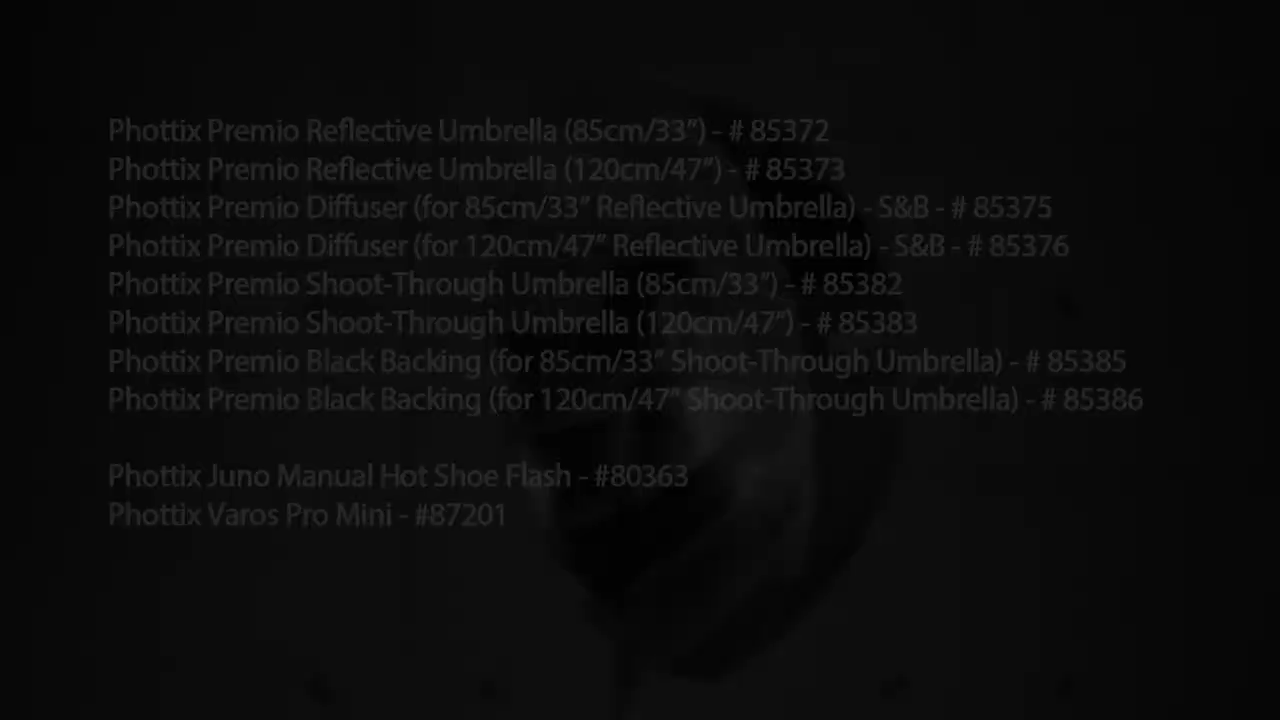 Phottix Premio Reflective Umbrella (85cm/33”) - # 85372
Phottix Premio Reflective Umbrella (120cm/47”) - # 85373
Phottix Premio Diffuser (for 85cm/33” Reflective Umbrella) - S&B - # 85375
Phottix Premio Diffuser (for 120cm/47” Reflective Umbrella) - S&B - # 85376
Phottix Premio Shoot-Through Umbrella (85cm/33”) - # 85382
Phottix Premio Shoot-Through Umbrella (120cm/47”) - # 85383
Phottix Premio Black Backing (for 85cm/33” Shoot-Through Umbrella) - # 85385
Phottix Premio Black Backing (for 120cm/47” Shoot-Through Umbrella) - # 85386
Phottix Juno Manual Hot Shoe Flash - #80363
Phottix Varos Pro Mini - #87201